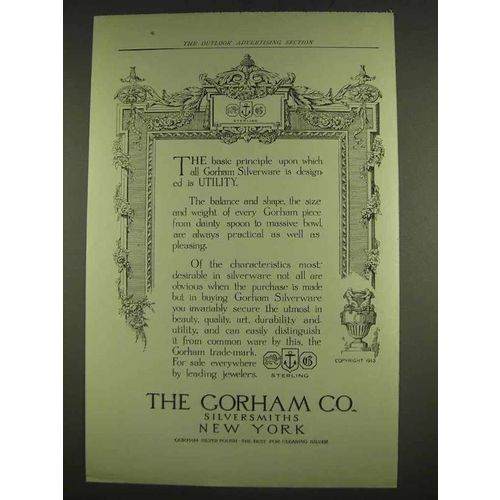 THE OUTLOOK ADVERTISING SECTION
G
STERLING
THE basic principle upon which
all Gorham Silverware is design-
ed is UTILITY.
The balance and shape, the size
and weight of every Gorham piece
from dainty spoon to massive bowl,
are always practical as well as
pleasing.
Of the characteristics most
desirable in silverware not all are
obvious when the purchase is made
but in buying Gorham Silverware
you invariably secure the utmost in
beauty, quality, art, durability and
utility, and can easily distinguish
it from common ware by this, the
Gorham trade-mark.
For sale everywhere
by leading jewelers.
G
STERLING
COPYRIGHT 1913
THE GORHAM CO.
SILVERSMITHS
NEW YORK
GORHAM SILVER POLISH - THE BEST FOR CLEANING SILVER